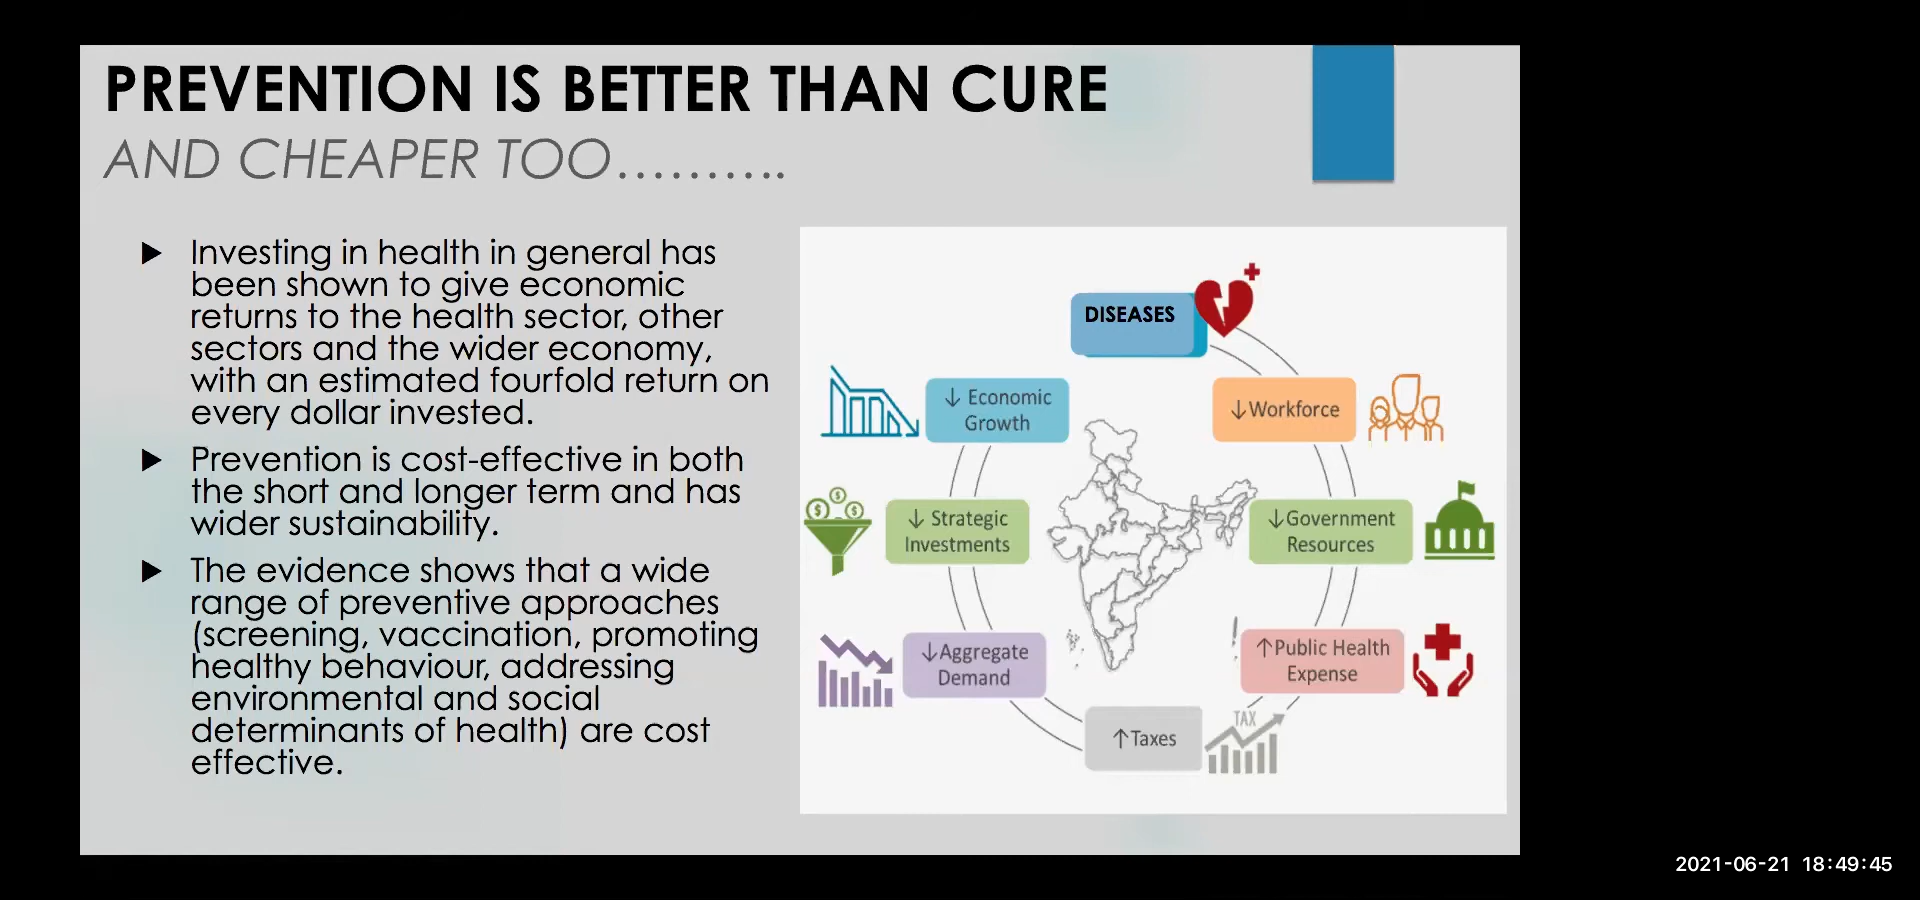 PREVENTION IS BETTER THAN CURE
AND CHEAPER TOO..........
Investing in health in general has
been shown to give economic
returns to the health sector, other
sectors and the wider economy,
with an estimated fourfold return on
every dollar invested.
Prevention is cost-effective in both
the short and longer term and has
wider sustainability.
The evidence shows that a wide
range of preventive approaches
(screening, vaccination, promoting
healthy behaviour, addressing
environmental and social
determinants of health) are cost
effective.
DISEASES
↓Workforce
↓Government
Resources
↑Public Health
Expense
↑Taxes
TAX
↓Aggregate
Demand
↓ Strategic
Investments
↓ Economic
Growth
2021-06-21 18:49:45